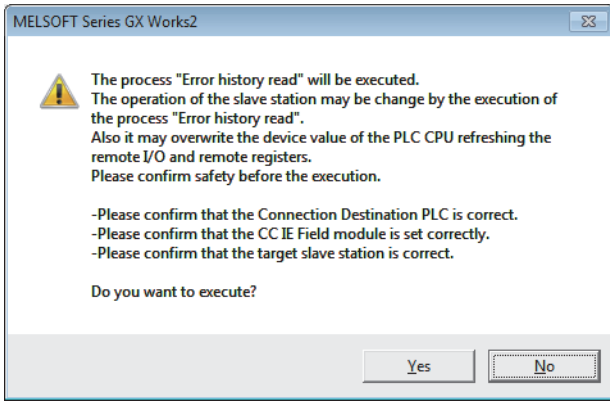 MELSOFT Series GX Works2
The process "Error history read" will be executed.
The operation of the slave station may be change by the execution of
the process "Error history read".
Also it may overwrite the device value of the PLC CPU refreshing the
remote I/O and remote registers.
Please confirm safety before the execution.
-Please confirm that the Connection Destination PLC is correct.
-Please confirm that the CC IE Field module is set correctly.
-Please confirm that the target slave station is correct.
Do you want to execute?
Yes
No